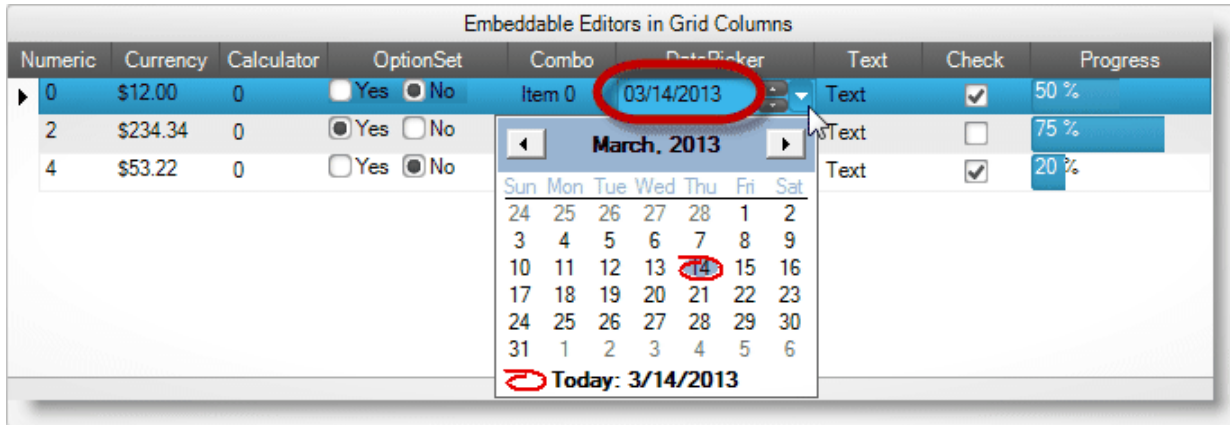 Embeddable Editors in Grid Columns
Numeric Currency Calculator OptionSet Combo DatePicker Text Check Progress
0 $12.00 0 Yes No Item 0 03/14/2013 Text 50 %
2 $234.34 0 Yes No Text 75 %
4 $53.22 0 Yes No Text 20 %
March, 2013
Sun Mon Tue Wed Thu Fri Sat
24 25 26 27 28 1 2
3 4 5 6 7 8 9
10 11 12 13 14 15 16
17 18 19 20 21 22 23
24 25 26 27 28 29 30
31 1 2 3 4 5 6
Today: 3/14/2013